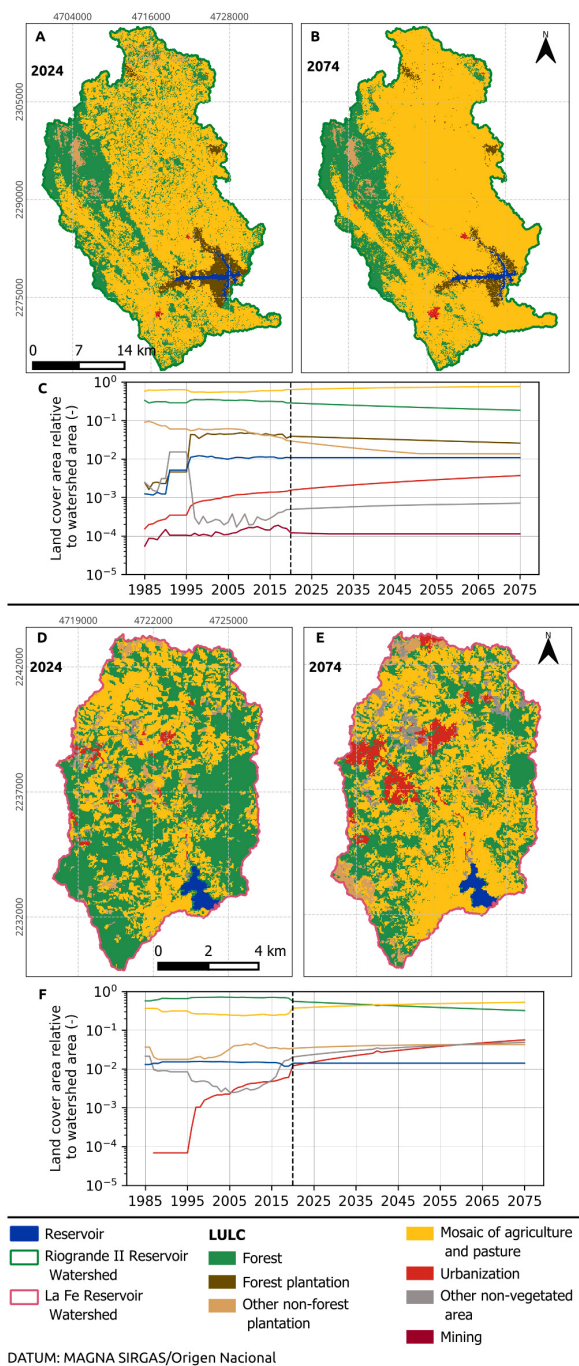 4704000 4716000 4728000
A
2024
B
N
2074
2305000
2290000
2275000
0 7 14 km
C
Land cover area relative
to watershed area (-)
10⁰
10⁻¹
10⁻²
10⁻³
10⁻⁴
10⁻⁵
1985 1995 2005 2015 2025 2035 2045 2055 2065 2075
4719000 4722000 4725000
D
2024
E
N
2074
2242000
2237000
2232000
0 2 4 km
F
Land cover area relative
to watershed area (-)
10⁰
10⁻¹
10⁻²
10⁻³
10⁻⁴
10⁻⁵
1985 1995 2005 2015 2025 2035 2045 2055 2065 2075
Reservoir
Riogrande II Reservoir
Watershed
La Fe Reservoir
Watershed
LULC
Forest
Forest plantation
Other non-forest
plantation
Mosaic of agriculture
and pasture
Urbanization
Other non-vegetated
area
Mining
DATUM: MAGNA SIRGAS/Origen Nacional